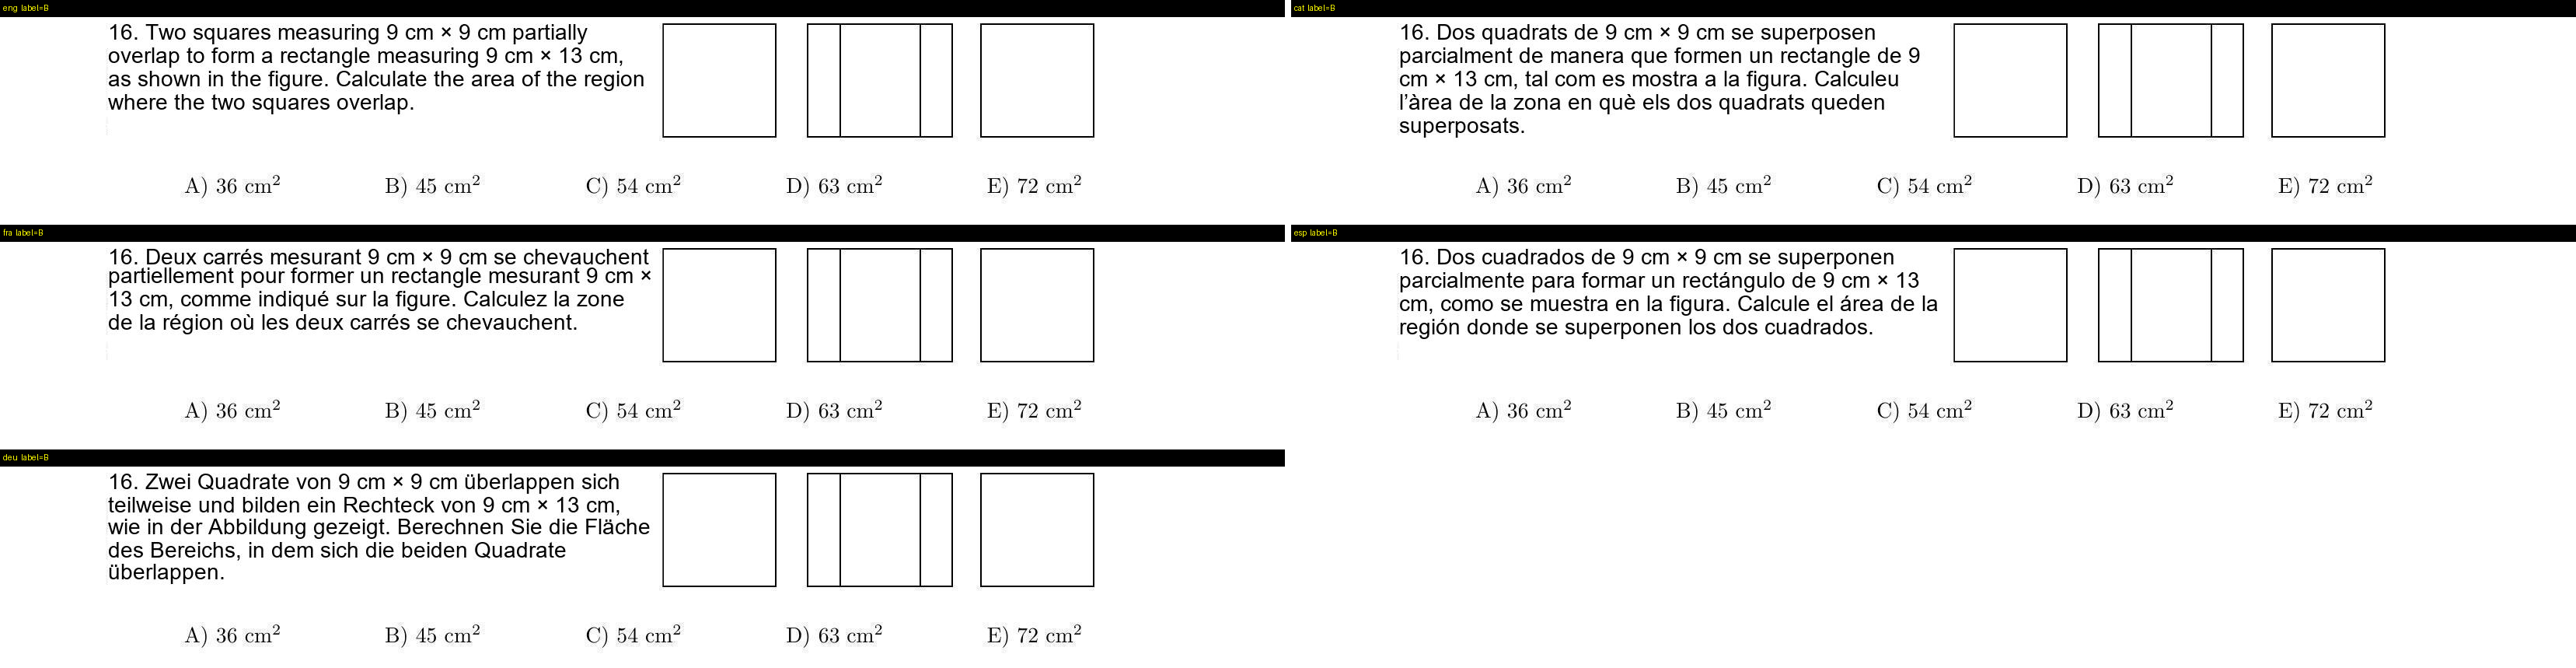 eng label=B
16. Two squares measuring 9 cm × 9 cm partially
overlap to form a rectangle measuring 9 cm × 13 cm,
as shown in the figure. Calculate the area of the region
where the two squares overlap.
A) 36 cm² B) 45 cm² C) 54 cm² D) 63 cm² E) 72 cm²
cat label=B
16. Dos quadrats de 9 cm × 9 cm se superposen
parcialment de manera que formen un rectangle de 9
cm × 13 cm, tal com es mostra a la figura. Calculeu
l’àrea de la zona en què els dos quadrats queden
superposats.
A) 36 cm² B) 45 cm² C) 54 cm² D) 63 cm² E) 72 cm²
fra label=B
16. Deux carrés mesurant 9 cm × 9 cm se chevauchent
partiellement pour former un rectangle mesurant 9 cm ×
13 cm, comme indiqué sur la figure. Calculez la zone
de la région où les deux carrés se chevauchent.
A) 36 cm² B) 45 cm² C) 54 cm² D) 63 cm² E) 72 cm²
esp label=B
16. Dos cuadrados de 9 cm × 9 cm se superponen
parcialmente para formar un rectángulo de 9 cm × 13
cm, como se muestra en la figura. Calcule el área de la
región donde se superponen los dos cuadrados.
A) 36 cm² B) 45 cm² C) 54 cm² D) 63 cm² E) 72 cm²
deu label=B
16. Zwei Quadrate von 9 cm × 9 cm überlappen sich
teilweise und bilden ein Rechteck von 9 cm × 13 cm,
wie in der Abbildung gezeigt. Berechnen Sie die Fläche
des Bereichs, in dem sich die beiden Quadrate
überlappen.
A) 36 cm² B) 45 cm² C) 54 cm² D) 63 cm² E) 72 cm²